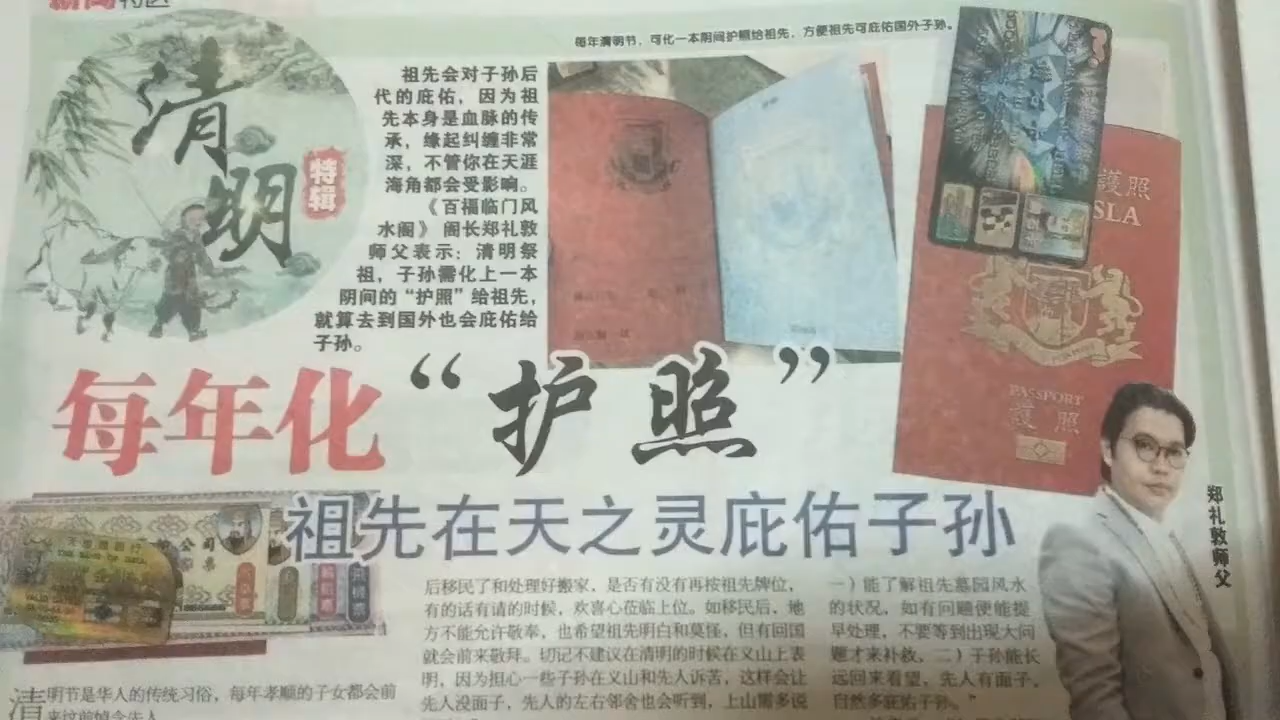 新闻特区
每年清明节，可化一本阴间护照给祖先，方便祖先可庇佑国外子孙。
清明
特辑
祖先会对子孙后
代的庇佑，因为祖
先本身是血脉的传
承，缘起纠缠非常
深，不管你在天涯
海角都会受影响。
《百福临门风
水阁》阁长郑礼敦
师父表示：清明祭
祖，子孙需化上一本
阴间的“护照”给祖先，
就算去到国外也会庇佑给
子孙。
護照
SLA
PASSPORT
護照
每年化“护照”
祖先在天之灵庇佑子孙
郑礼敦师父
公司
票
清明节是华人的传统习俗，每年孝顺的子女都会前
来这前悼念先人
后移民了和处理好搬家，是否有没有再按祖先牌位，
有的话有请的时候，欢喜心莅临上位。如移民后，地
方不能允许敬奉，也希望祖先明白和莫怪，但有回国
就会前来敬拜。切记不建议在清明的时候在义山上表
明，因为担心一些子孙在义山和先人诉苦，这样会让
先人没面子，先人的左右邻舍也会听到，上山需多说
一）能了解祖先墓园风水
的状况，如有问题便能提
早处理，不要等到出现大问
题才来补救，二）子孙能长
远回来看望，先人有面子，
自然多庇佑子孙。”